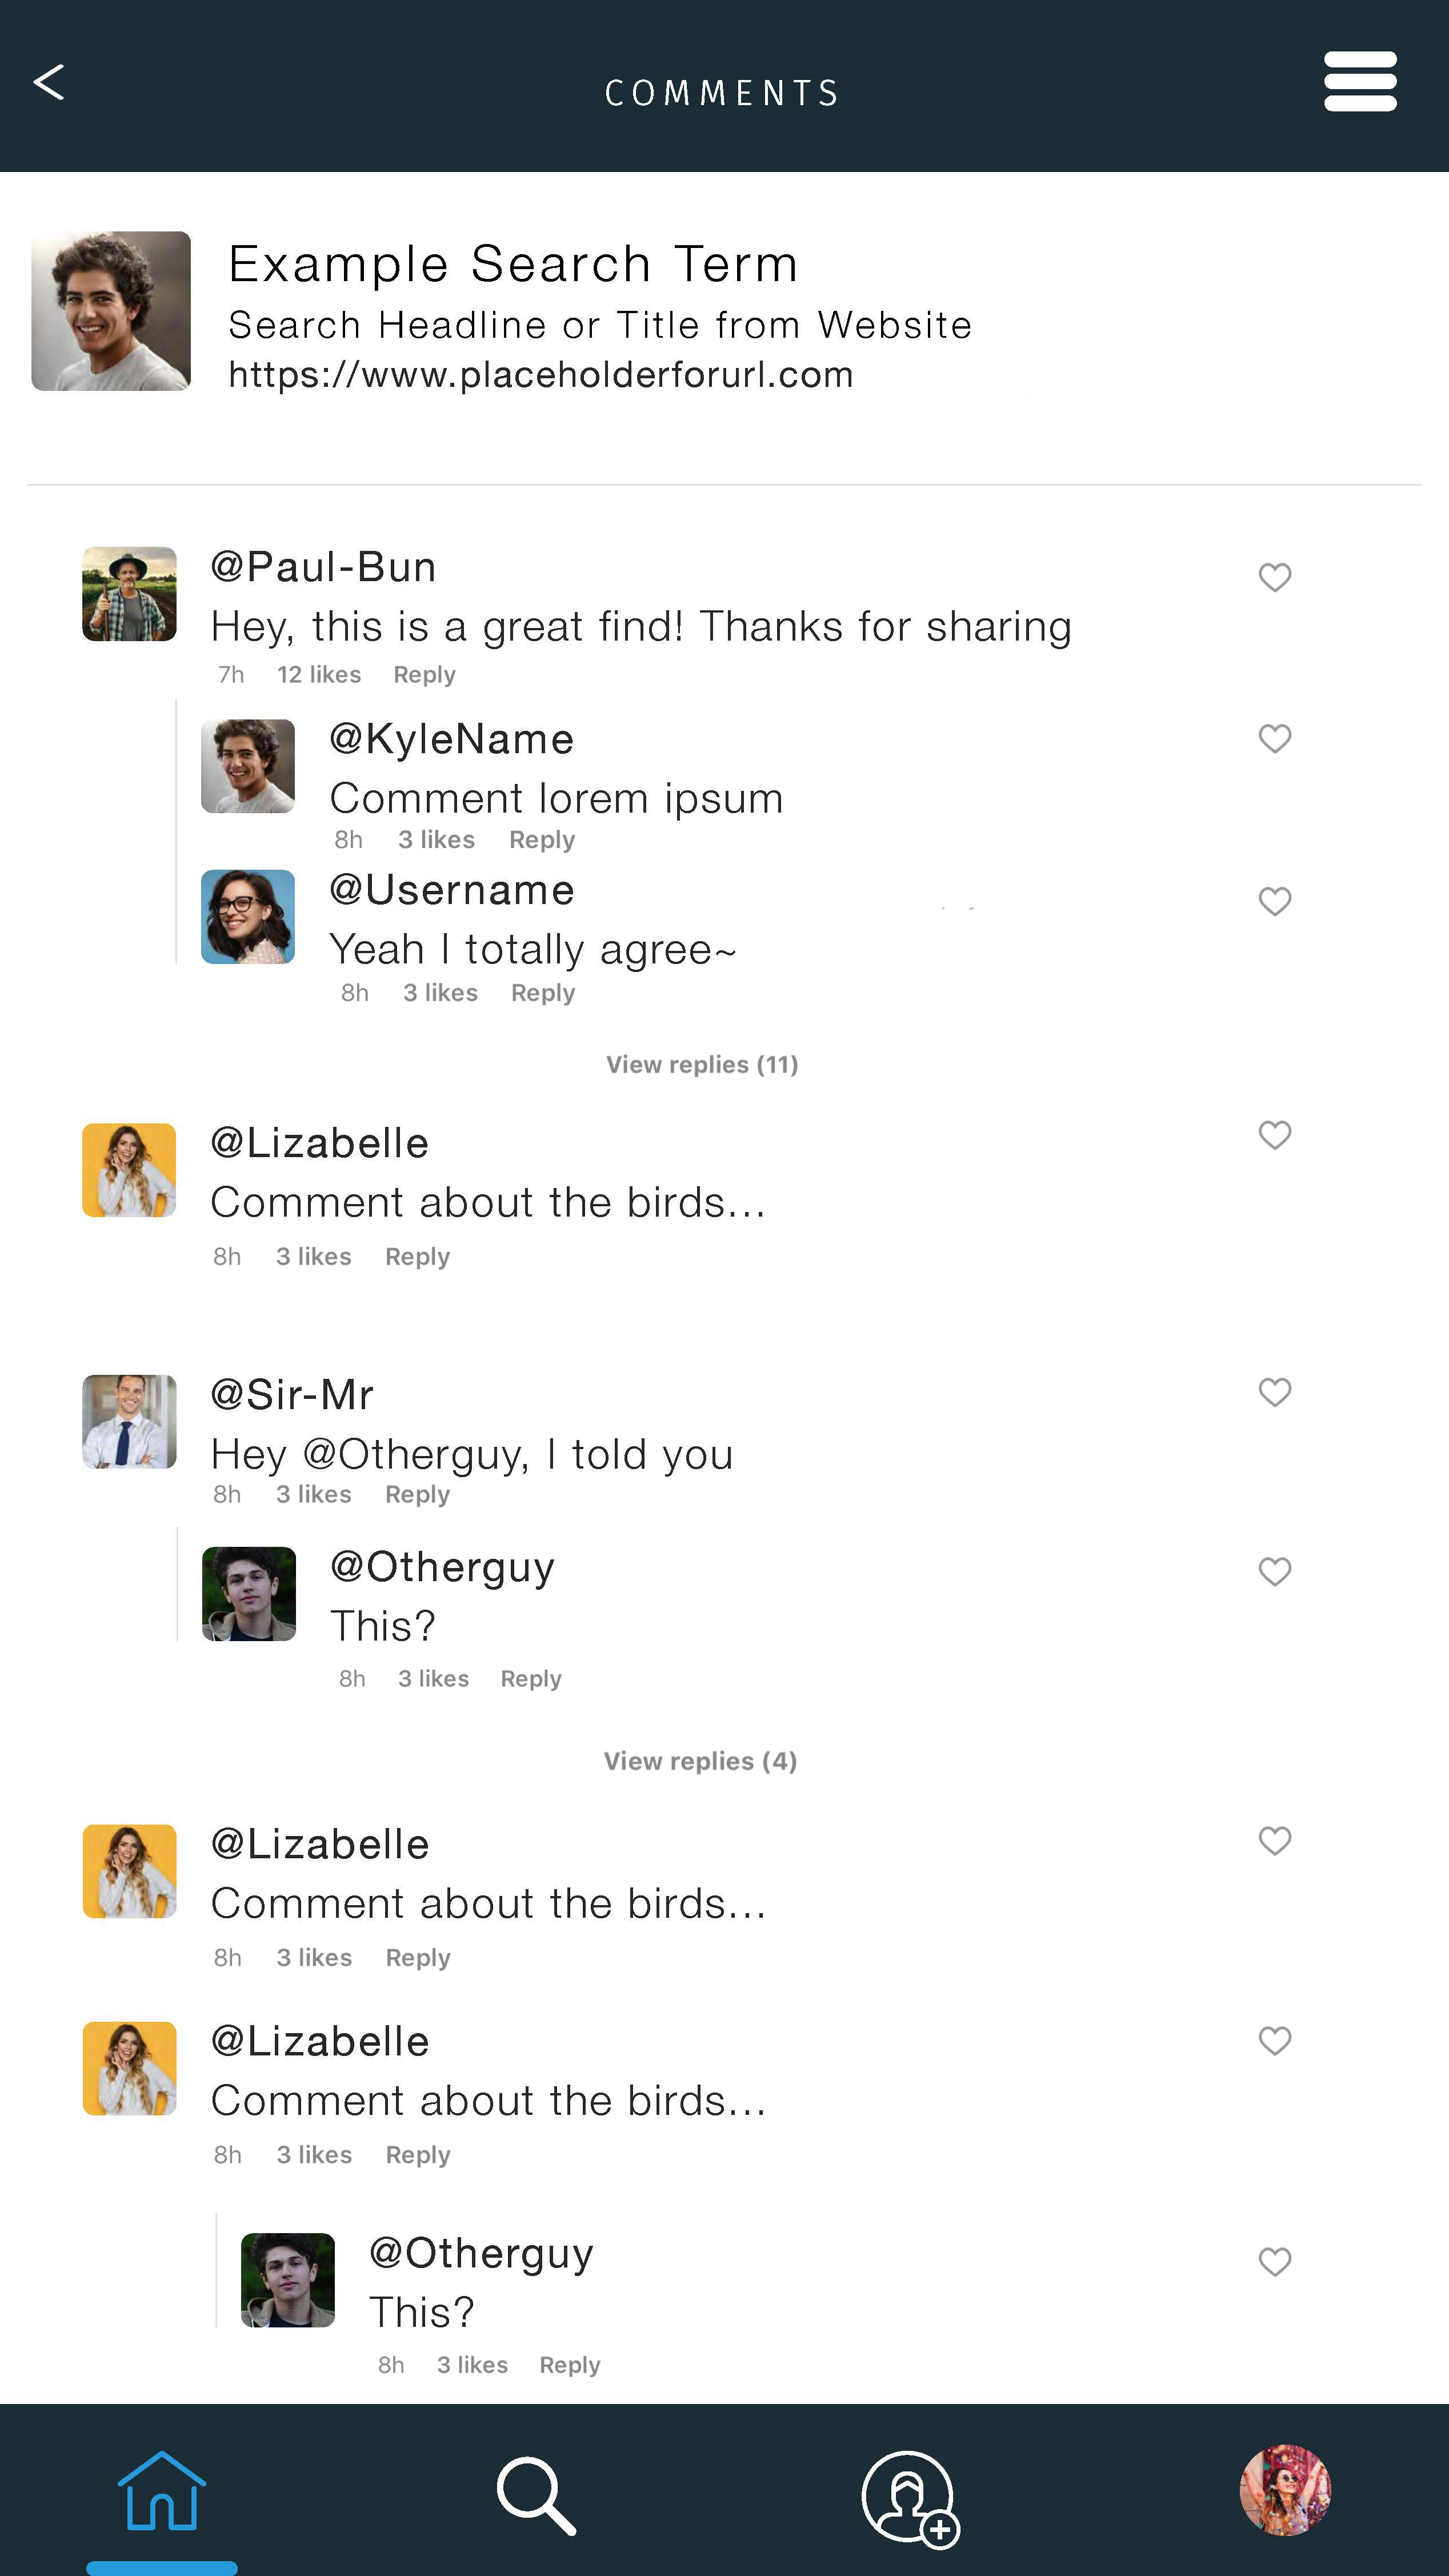 COMMENTS
Example Search Term
Search Headline or Title from Website
https://www.placeholderforurl.com
@Paul-Bun
Hey, this is a great find! Thanks for sharing
7h 12 likes Reply
@KyleName
Comment lorem ipsum
8h 3 likes Reply
@Username
Yeah I totally agree~
8h 3 likes Reply
View replies (11)
@Lizabelle
Comment about the birds...
8h 3 likes Reply
@Sir-Mr
Hey @Otherguy, I told you
8h 3 likes Reply
@Otherguy
This?
8h 3 likes Reply
View replies (4)
@Lizabelle
Comment about the birds...
8h 3 likes Reply
@Lizabelle
Comment about the birds...
8h 3 likes Reply
@Otherguy
This?
8h 3 likes Reply